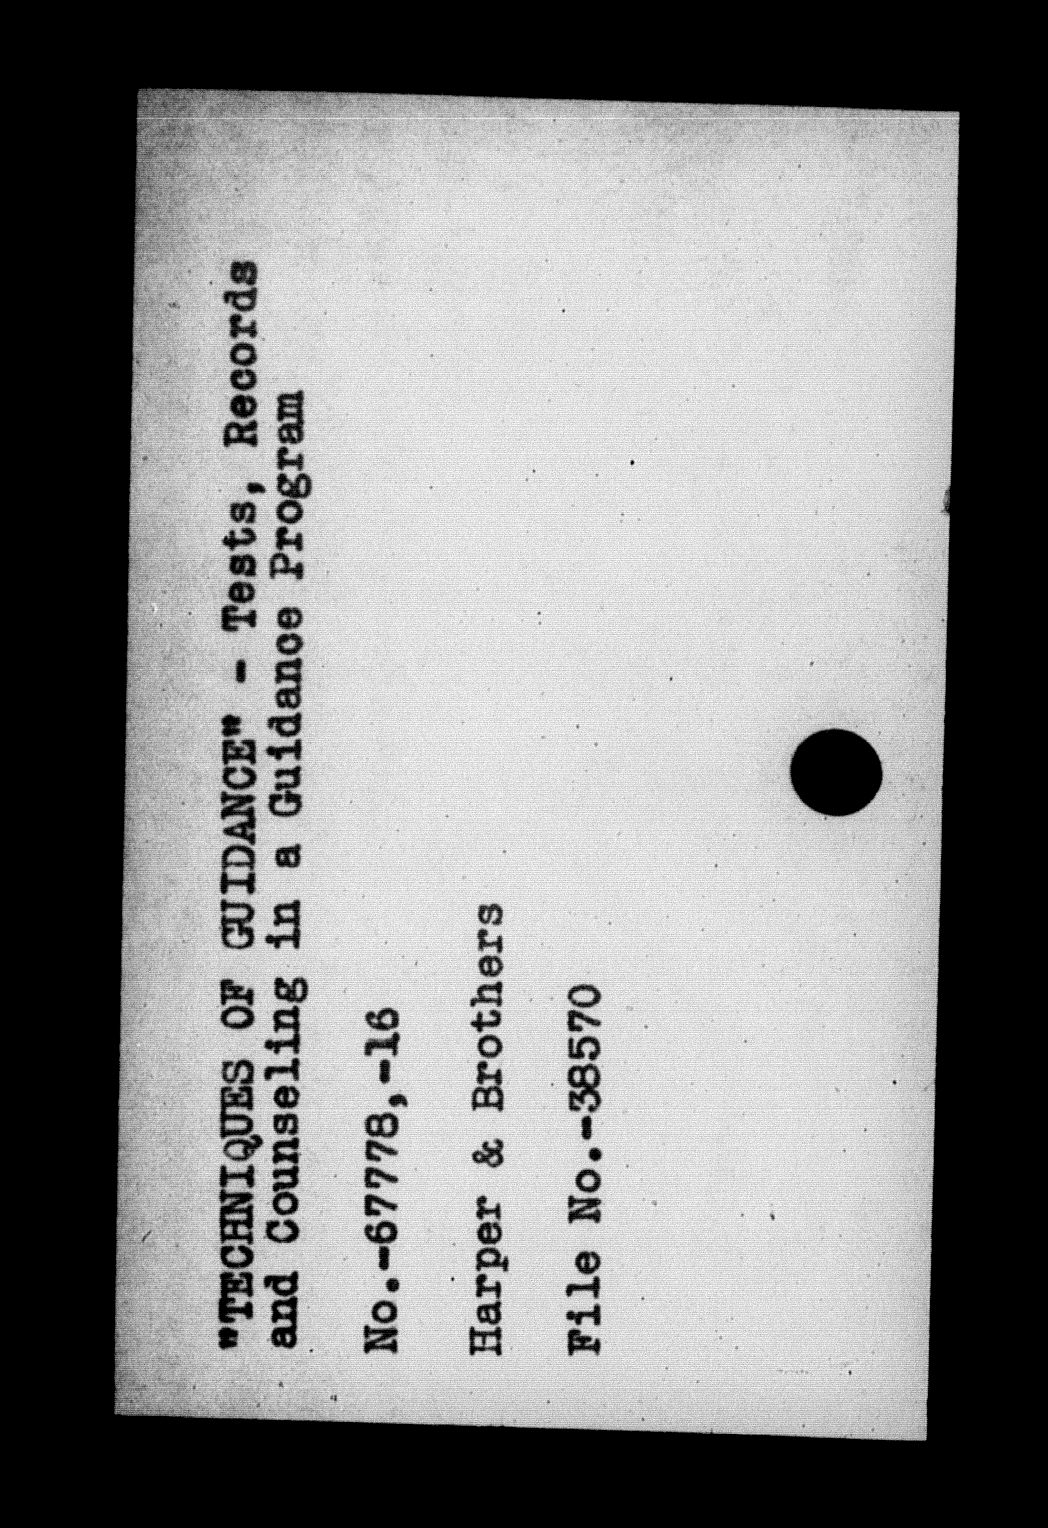 "TECHNIQUES OF GUIDANCE" - Tests, Records
and Counseling in a Guidance Program
No.-67778,-16
Harper & Brothers
File No.-38570